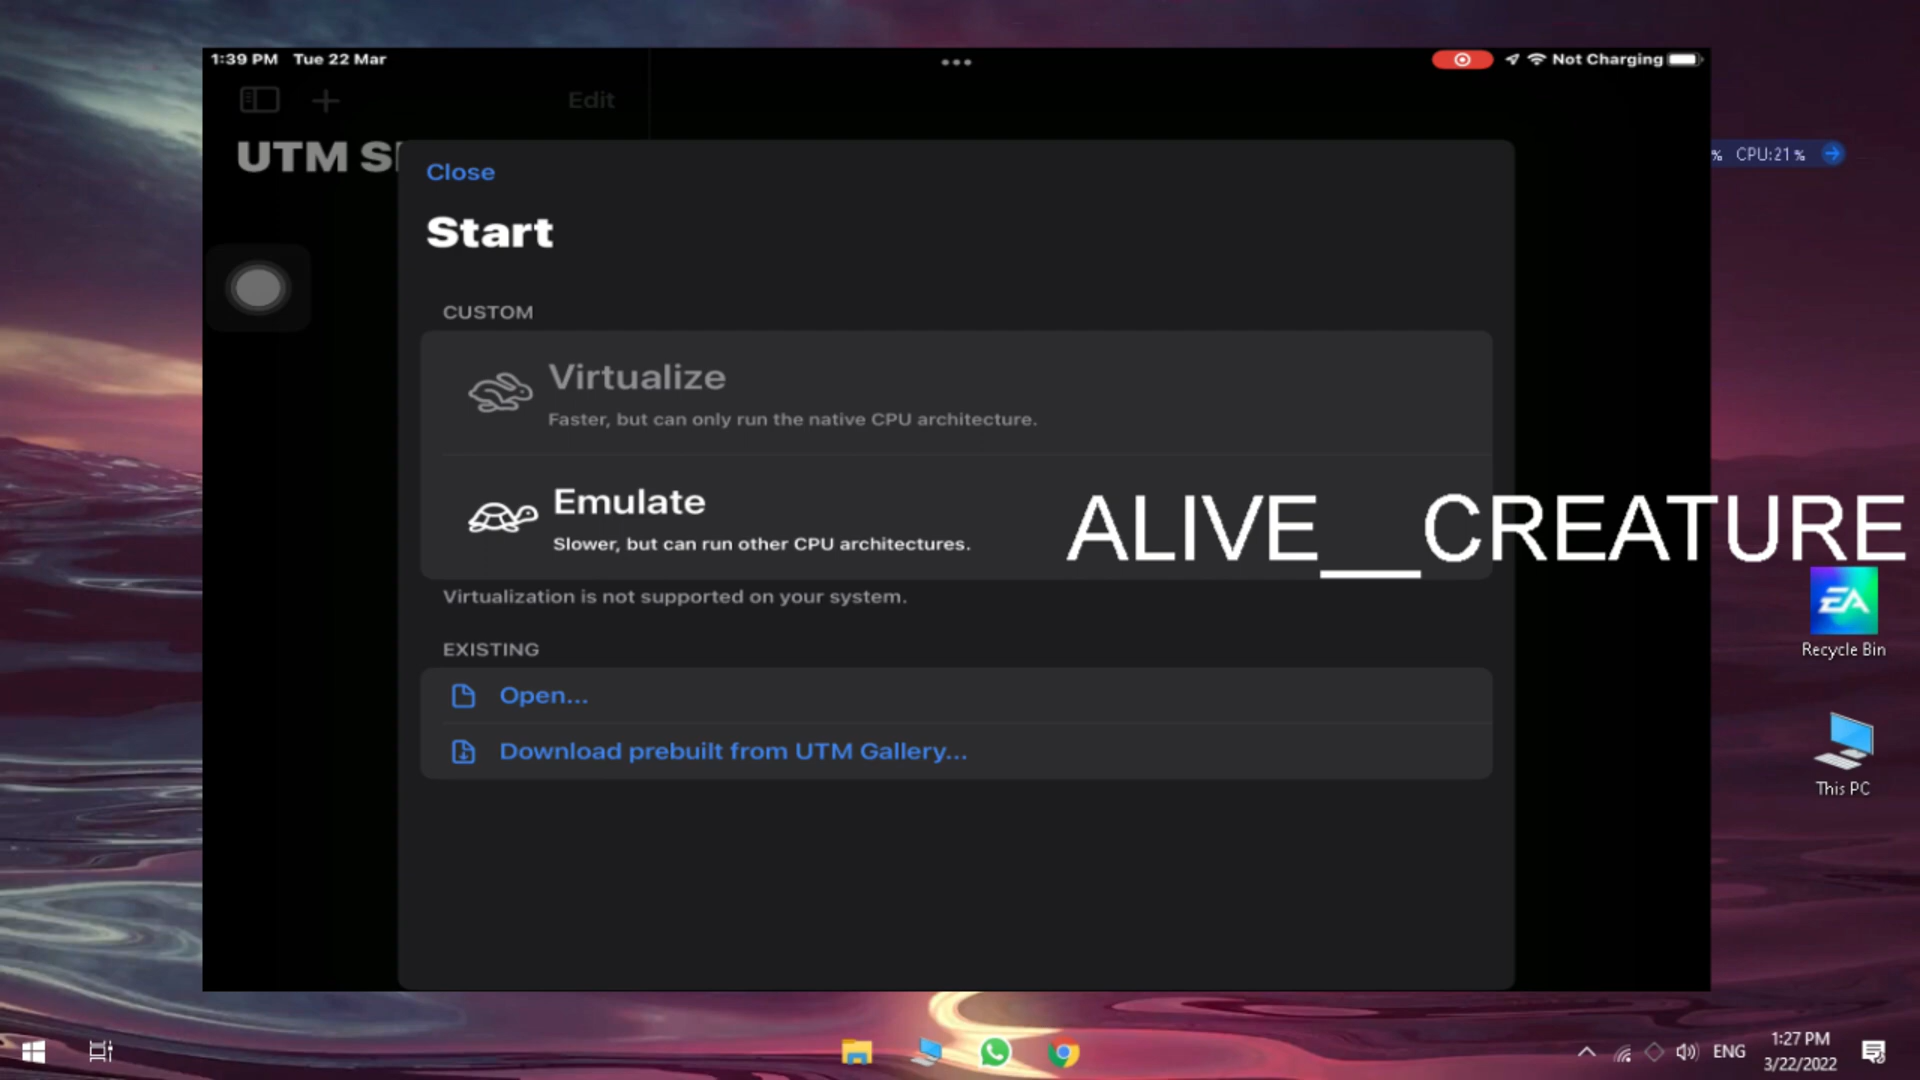 1:39 PM Tue 22 Mar
Not Charging
Edit
UTM S
% CPU:21 %
Close
Start
CUSTOM
Virtualize
Faster, but can only run the native CPU architecture.
Emulate
Slower, but can run other CPU architectures.
ALIVE__CREATURE
Virtualization is not supported on your system.
EA
Recycle Bin
EXISTING
Open...
Download prebuilt from UTM Gallery...
This PC
ENG
1:27 PM
3/22/2022